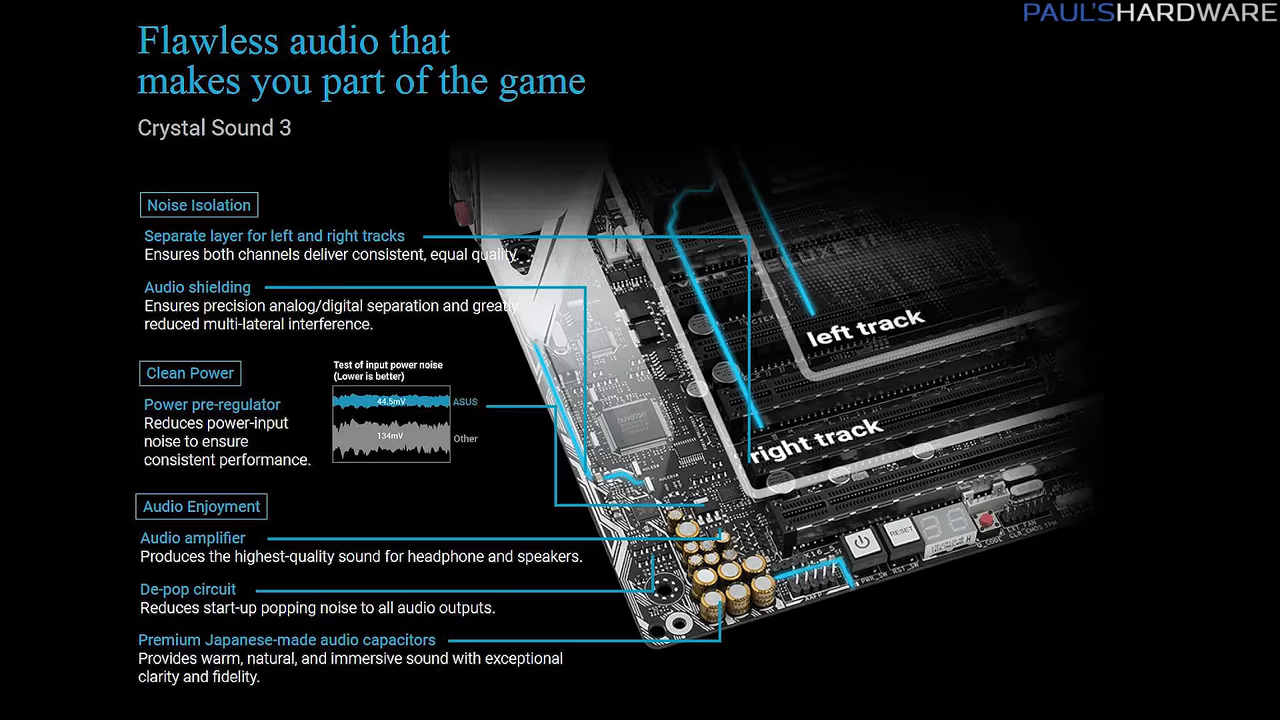 PAUL'SHARDWARE
Flawless audio that
makes you part of the game
Crystal Sound 3
Noise Isolation
Separate layer for left and right tracks
Ensures both channels deliver consistent, equal quality.
Audio shielding
Ensures precision analog/digital separation and greatly
reduced multi-lateral interference.
Clean Power
Power pre-regulator
Reduces power-input
noise to ensure
consistent performance.
Test of input power noise
(Lower is better)
44.5mV
ASUS
134mV
Other
Audio Enjoyment
Audio amplifier
Produces the highest-quality sound for headphone and speakers.
De-pop circuit
Reduces start-up popping noise to all audio outputs.
Premium Japanese-made audio capacitors
Provides warm, natural, and immersive sound with exceptional
clarity and fidelity.
left track
right track
nuvoTon
RESET
PWR_SW
RST_SW
Q_CODE
CLR_CMOS
AAFP